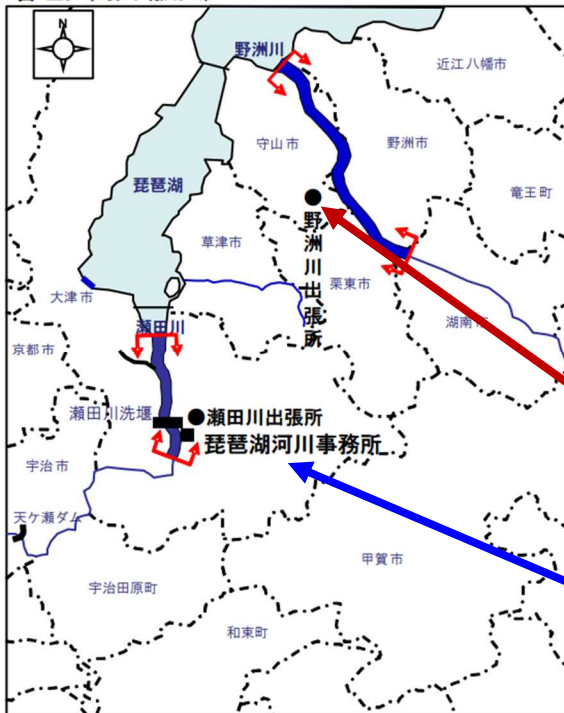 N
野洲川
近江八幡市
守山市
野洲市
琵琶湖
竜王町
草津市
野洲川出張所
栗東市
大津市
湖南市
瀬田川
京都市
瀬田川洗堰
瀬田川出張所
琵琶湖河川事務所
宇治市
天ケ瀬ダム
甲賀市
宇治田原町
和束町